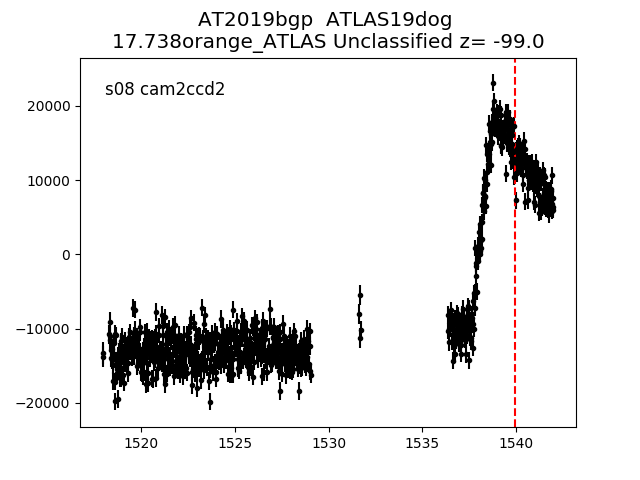 AT2019bgp  ATLAS19dog
17.738orange_ATLAS Unclassified z= -99.0
s08 cam2ccd2
20000
10000
0
−10000
−20000
1520 1525 1530 1535 1540